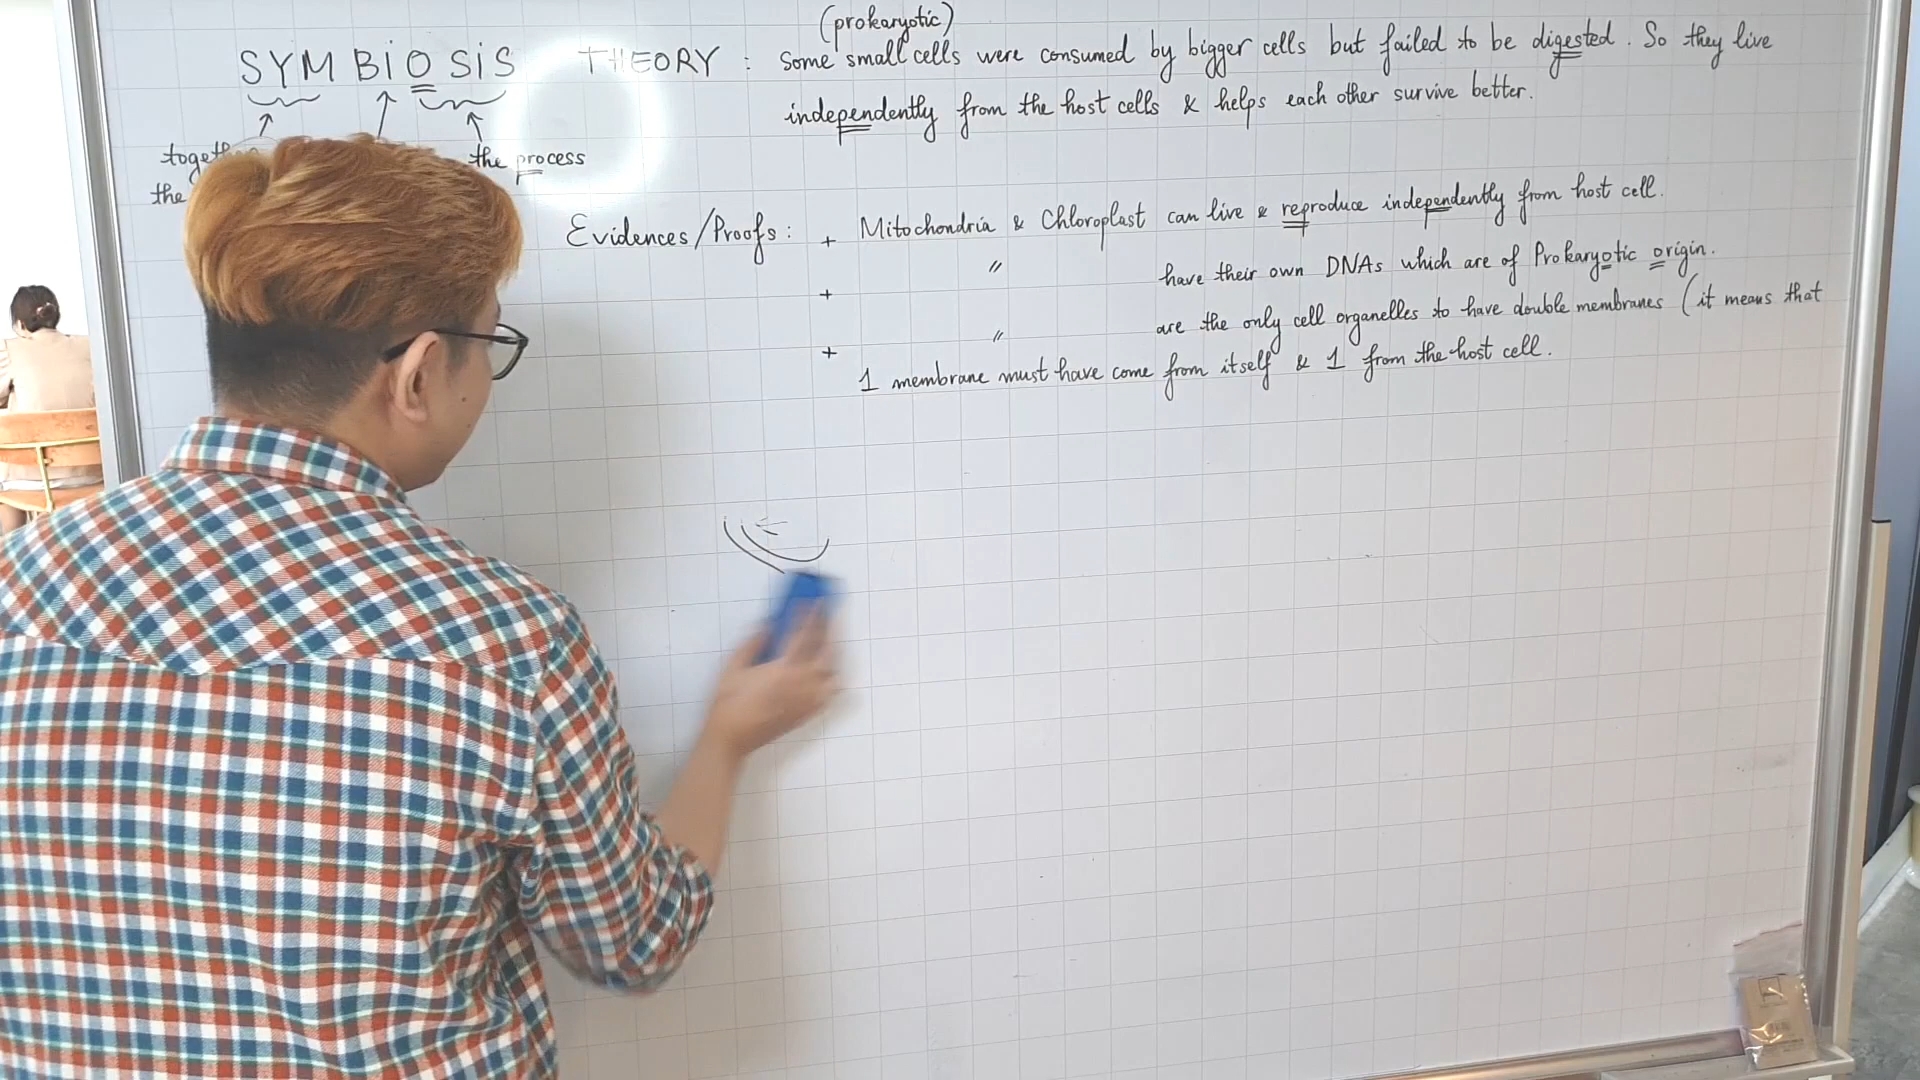 (prokaryotic)
SYMBiOSiS THEORY : Some small cells were consumed by bigger cells but failed to be digested. So they live
independently from the host cells & helps each other survive better.
the process
the
Evidences/Proofs : + Mitochondria & Chloroplast can live & reproduce independently from host cell.
+ " have their own DNAs which are of Prokaryotic origin.
+ " are the only cell organelles to have double membranes (it means that
1 membrane must have come from itself & 1 from the host cell.